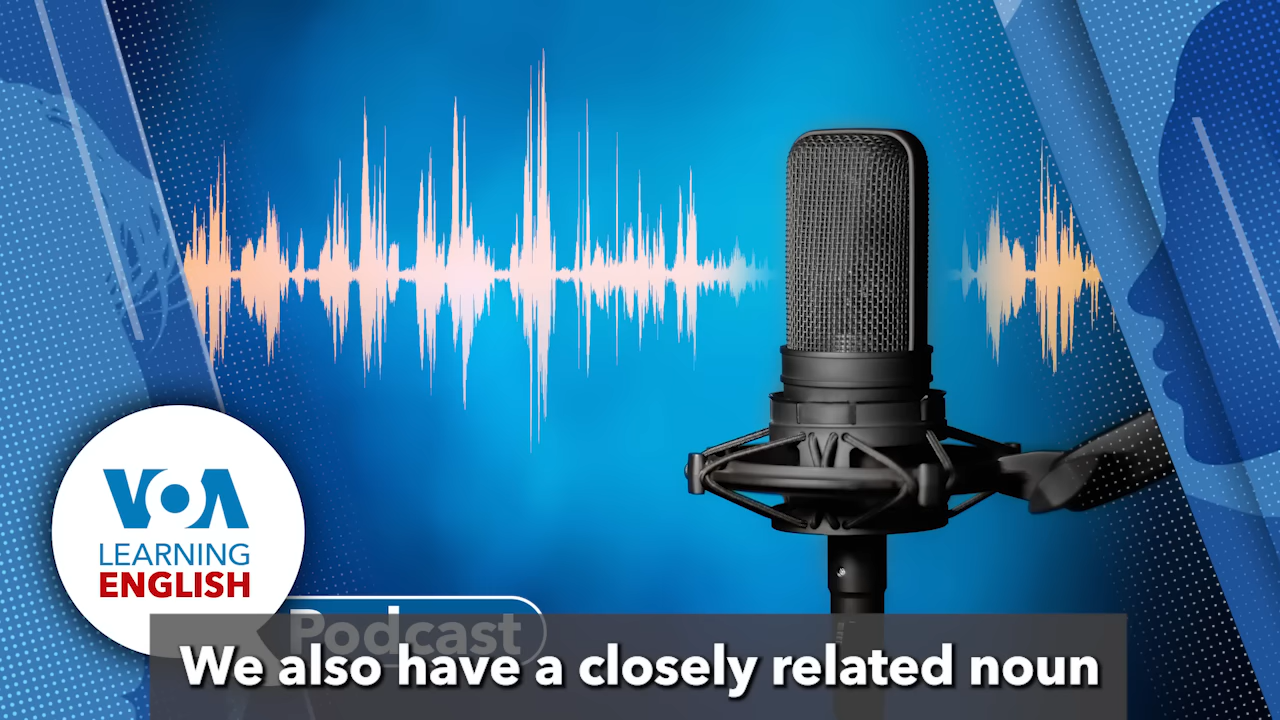 VOA
LEARNING
ENGLISH
Podcast
We also have a closely related noun